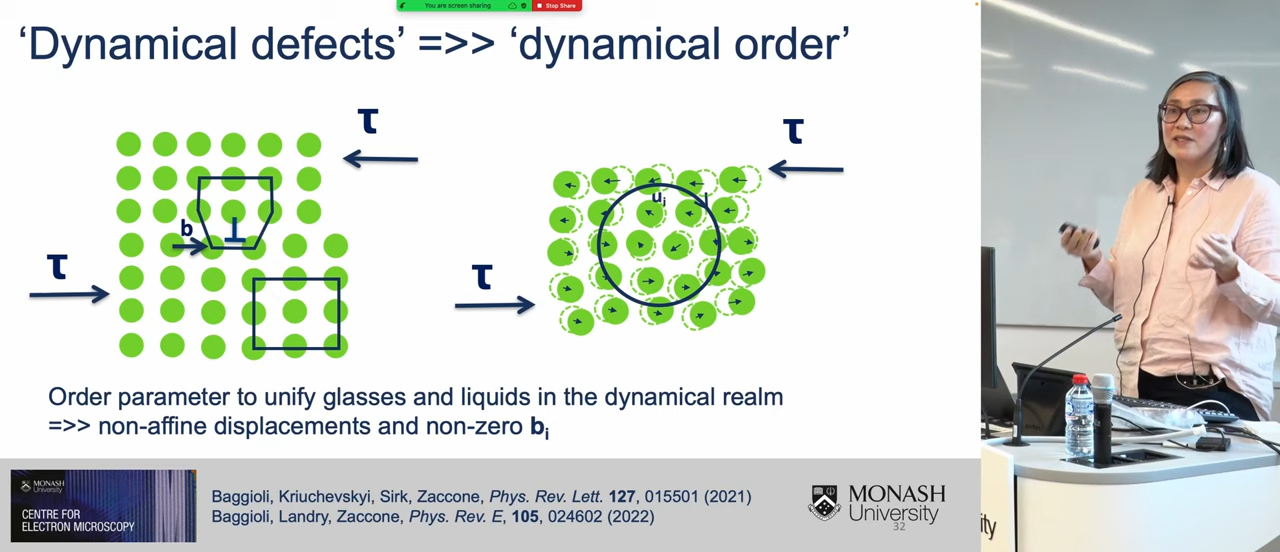 You are screen sharing
Stop Share
‘Dynamical defects’ =>> ‘dynamical order’
τ
τ
b
⊥
τ
τ
u_i
Order parameter to unify glasses and liquids in the dynamical realm
=>> non-affine displacements and non-zero b_i
MONASH
University
CENTRE FOR
ELECTRON MICROSCOPY
Baggioli, Kriuchevskyi, Sirk, Zaccone, Phys. Rev. Lett. 127, 015501 (2021)
Baggioli, Landry, Zaccone, Phys. Rev. E, 105, 024602 (2022)
MONASH
University
32
ity